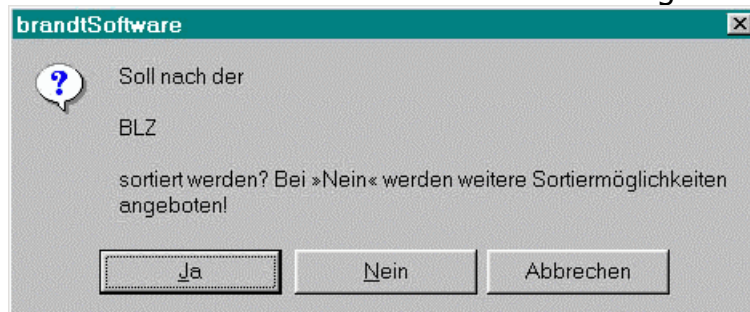 brandtSoftware
Soll nach der
BLZ
sortiert werden? Bei »Nein« werden weitere Sortiermöglichkeiten
angeboten!
Ja
Nein
Abbrechen